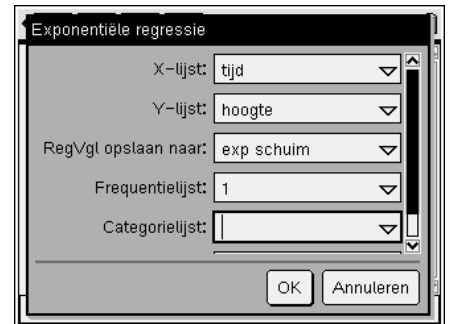 Exponentiële regressie
X-lijst: tijd
Y-lijst: hoogte
RegVgl opslaan naar: exp schuim
Frequentielijst: 1
Categorielijst:
OK Annuleren